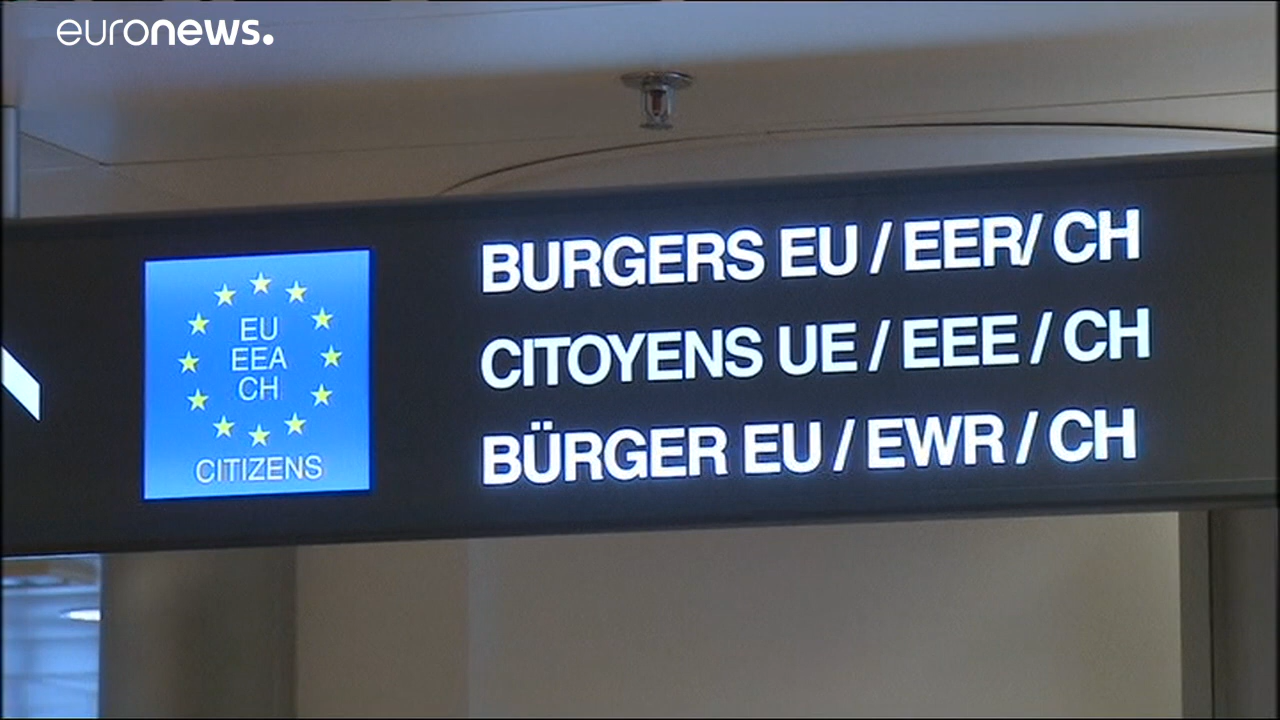 euronews.
BURGERS EU / EER/ CH
CITOYENS UE / EEE / CH
BÜRGER EU / EWR / CH
EU
EEA
CH
CITIZENS